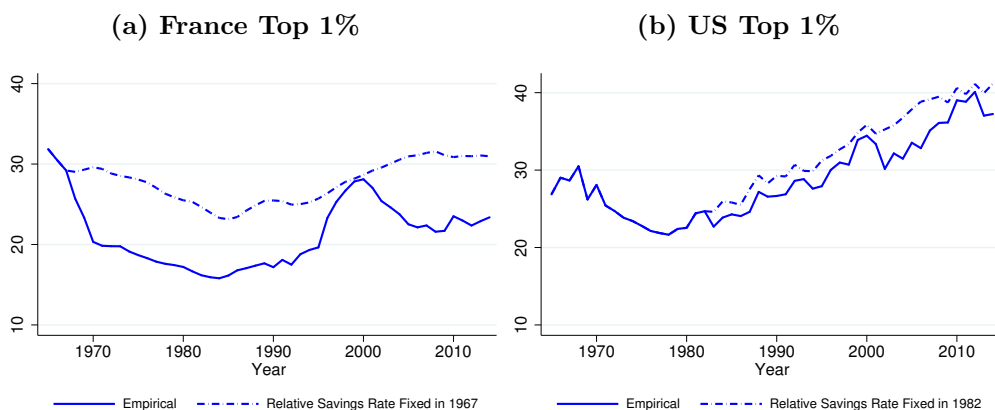 (a) France Top 1%
(b) US Top 1%
40
30
20
10
1970 1980 1990 2000 2010
Year
Empirical Relative Savings Rate Fixed in 1967
40
30
20
10
1970 1980 1990 2000 2010
Year
Empirical Relative Savings Rate Fixed in 1982